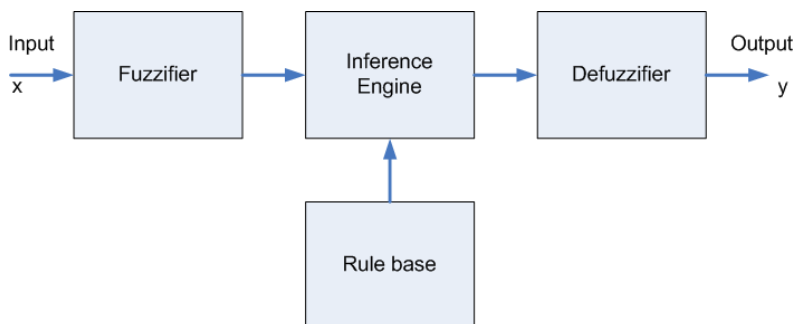 Input
x
Fuzzifier
Inference
Engine
Defuzzifier
Output
y
Rule base